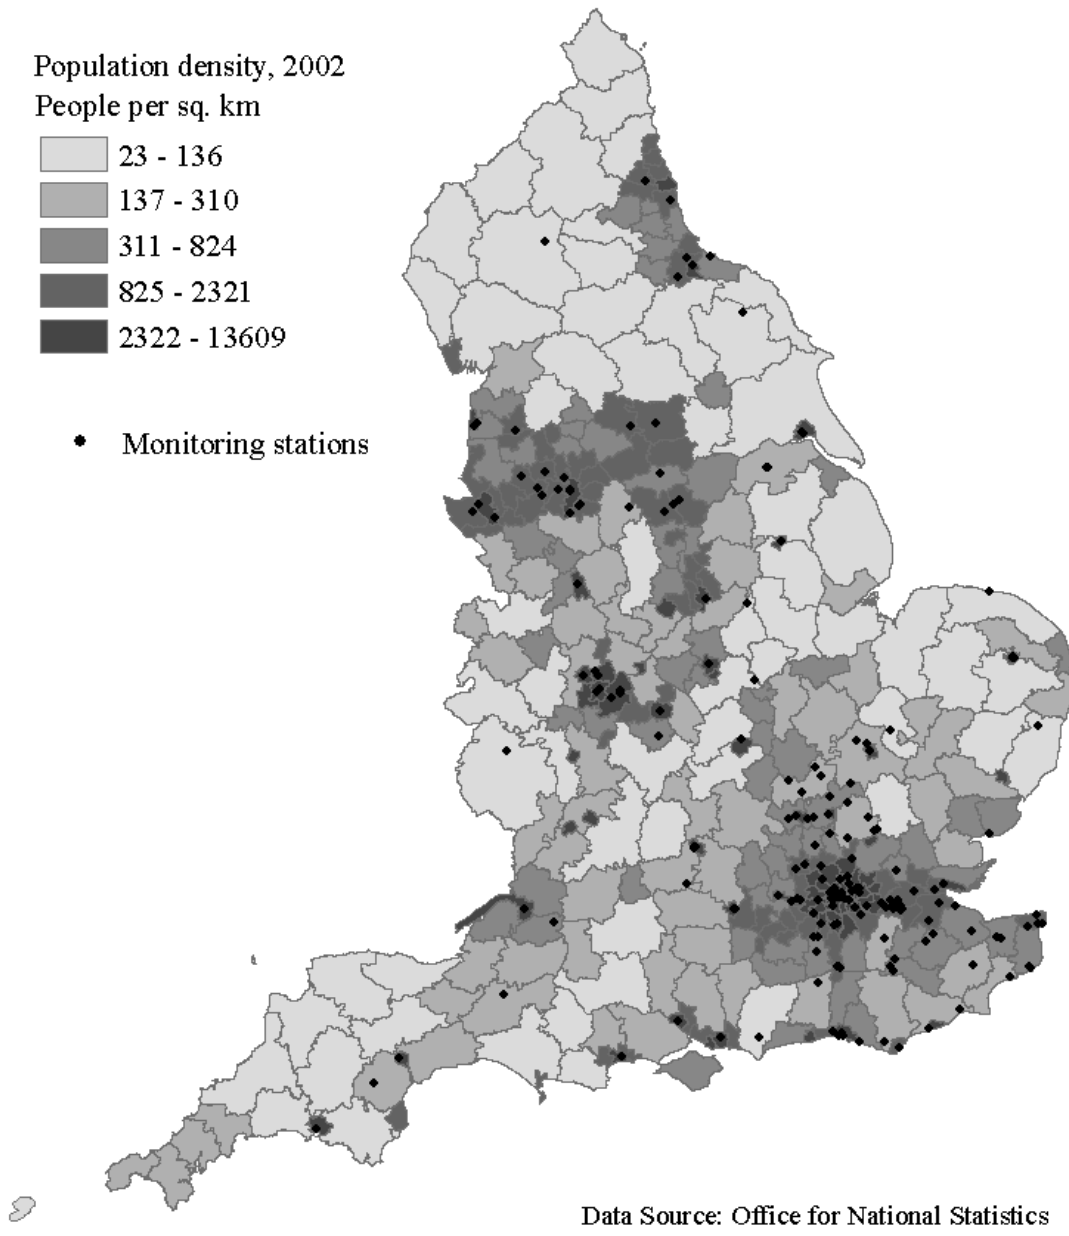 Population density, 2002
People per sq. km
23 - 136
137 - 310
311 - 824
825 - 2321
2322 - 13609
Monitoring stations
Data Source: Office for National Statistics